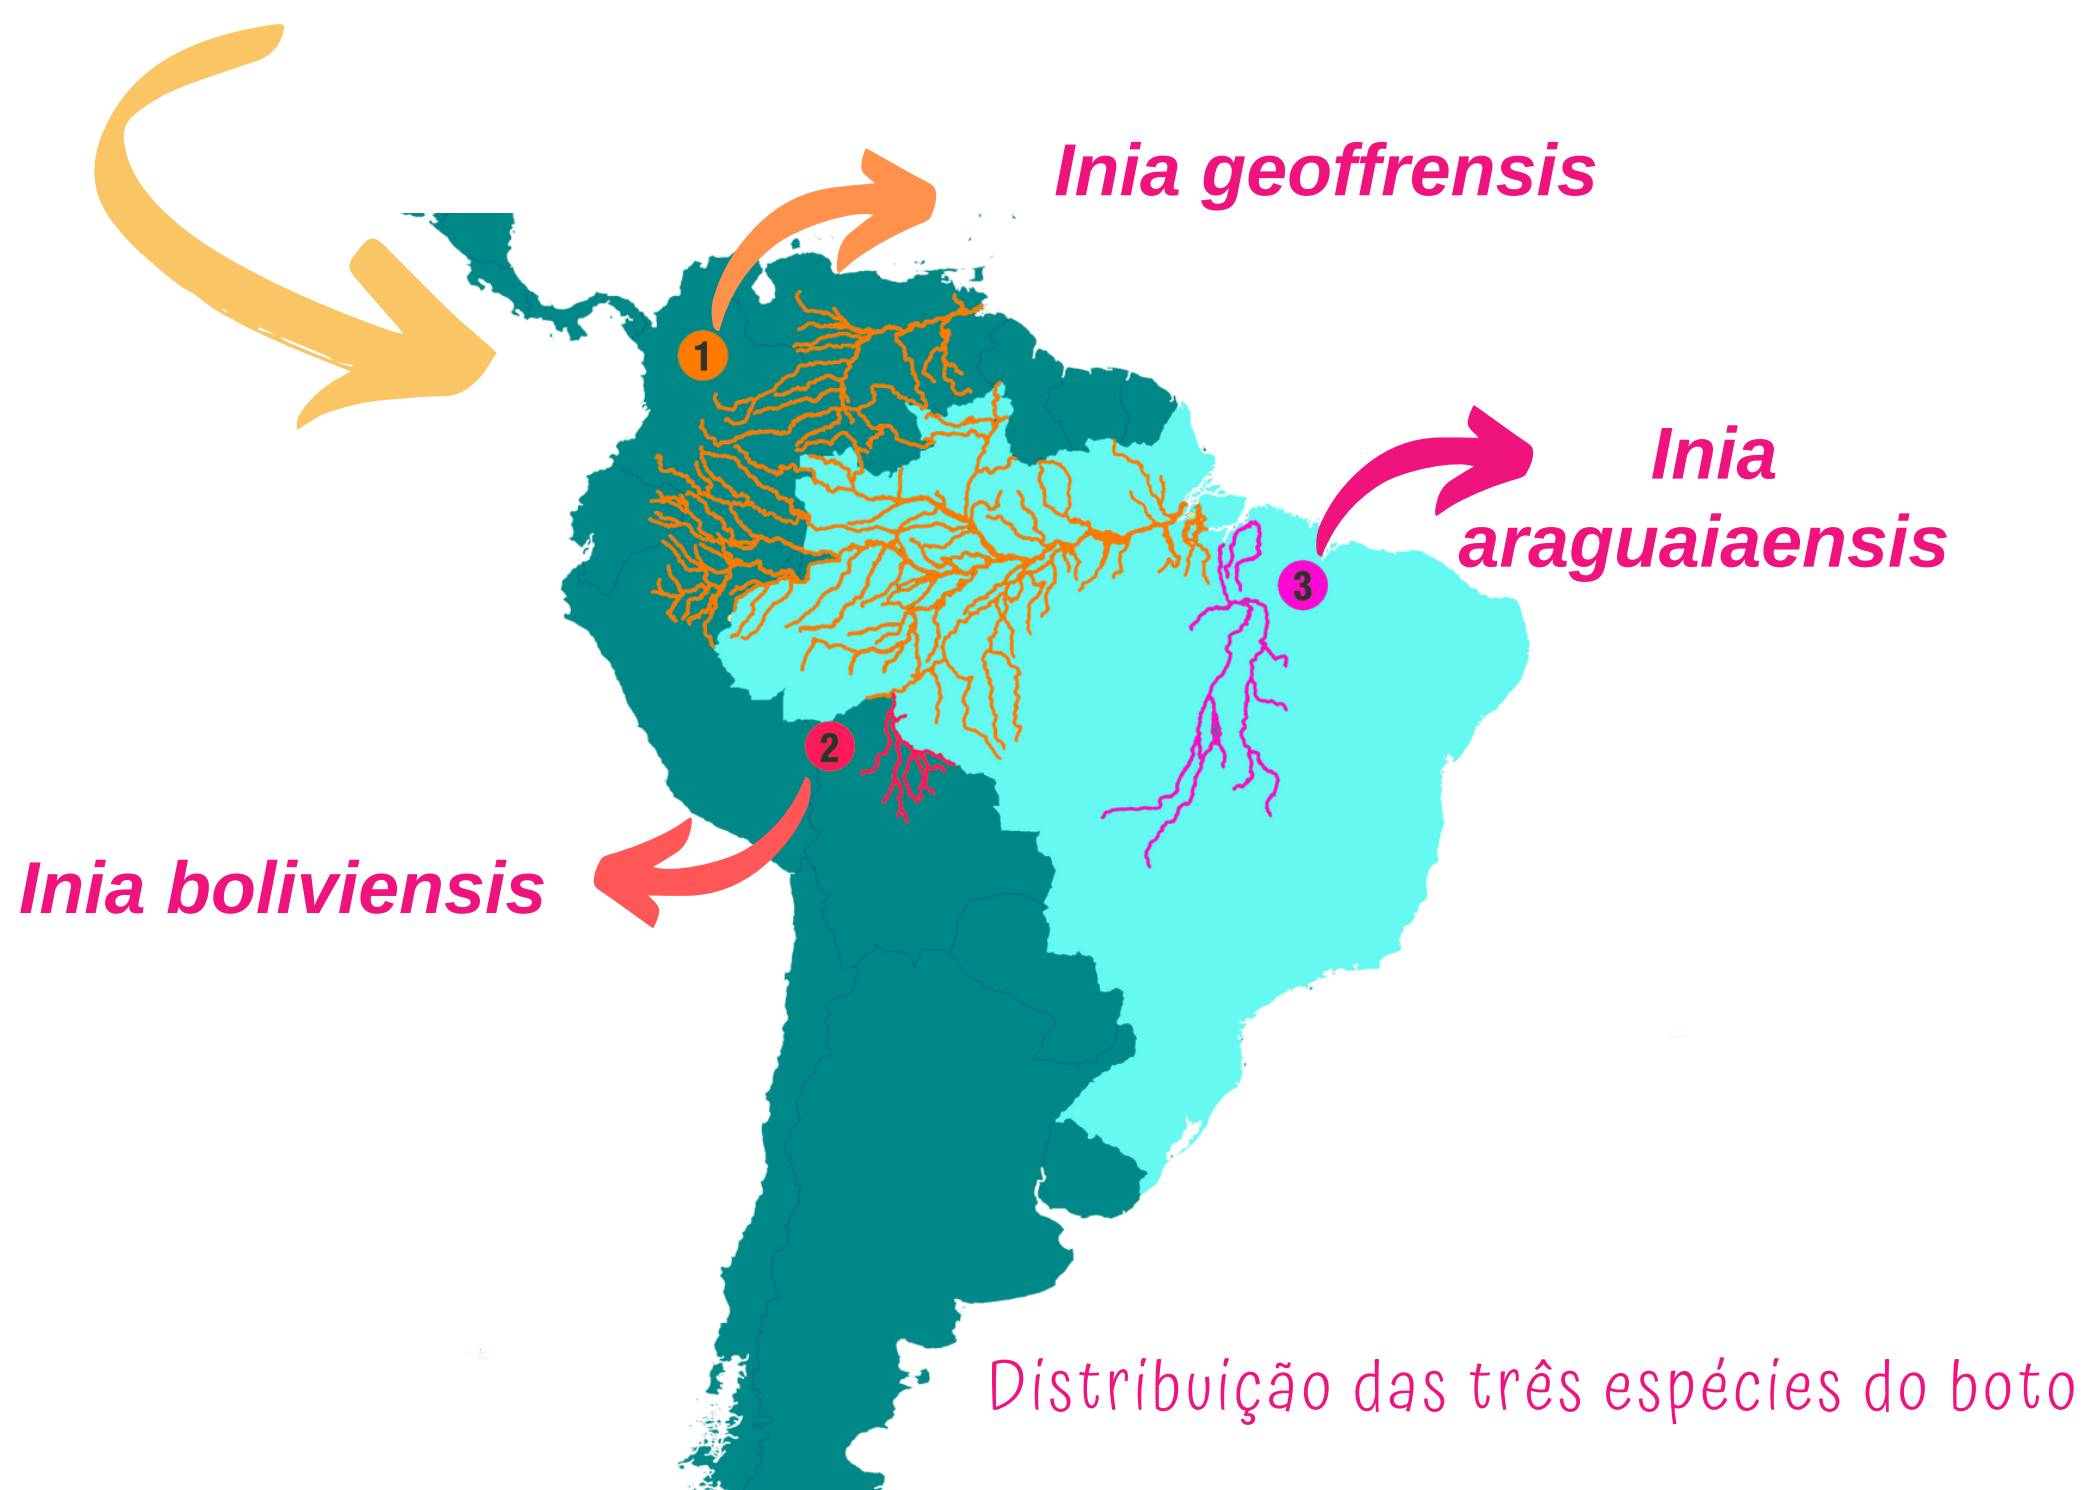 Inia geoffrensis
1
Inia
araguaiaensis
3
2
Inia boliviensis
Distribuição das três espécies do boto